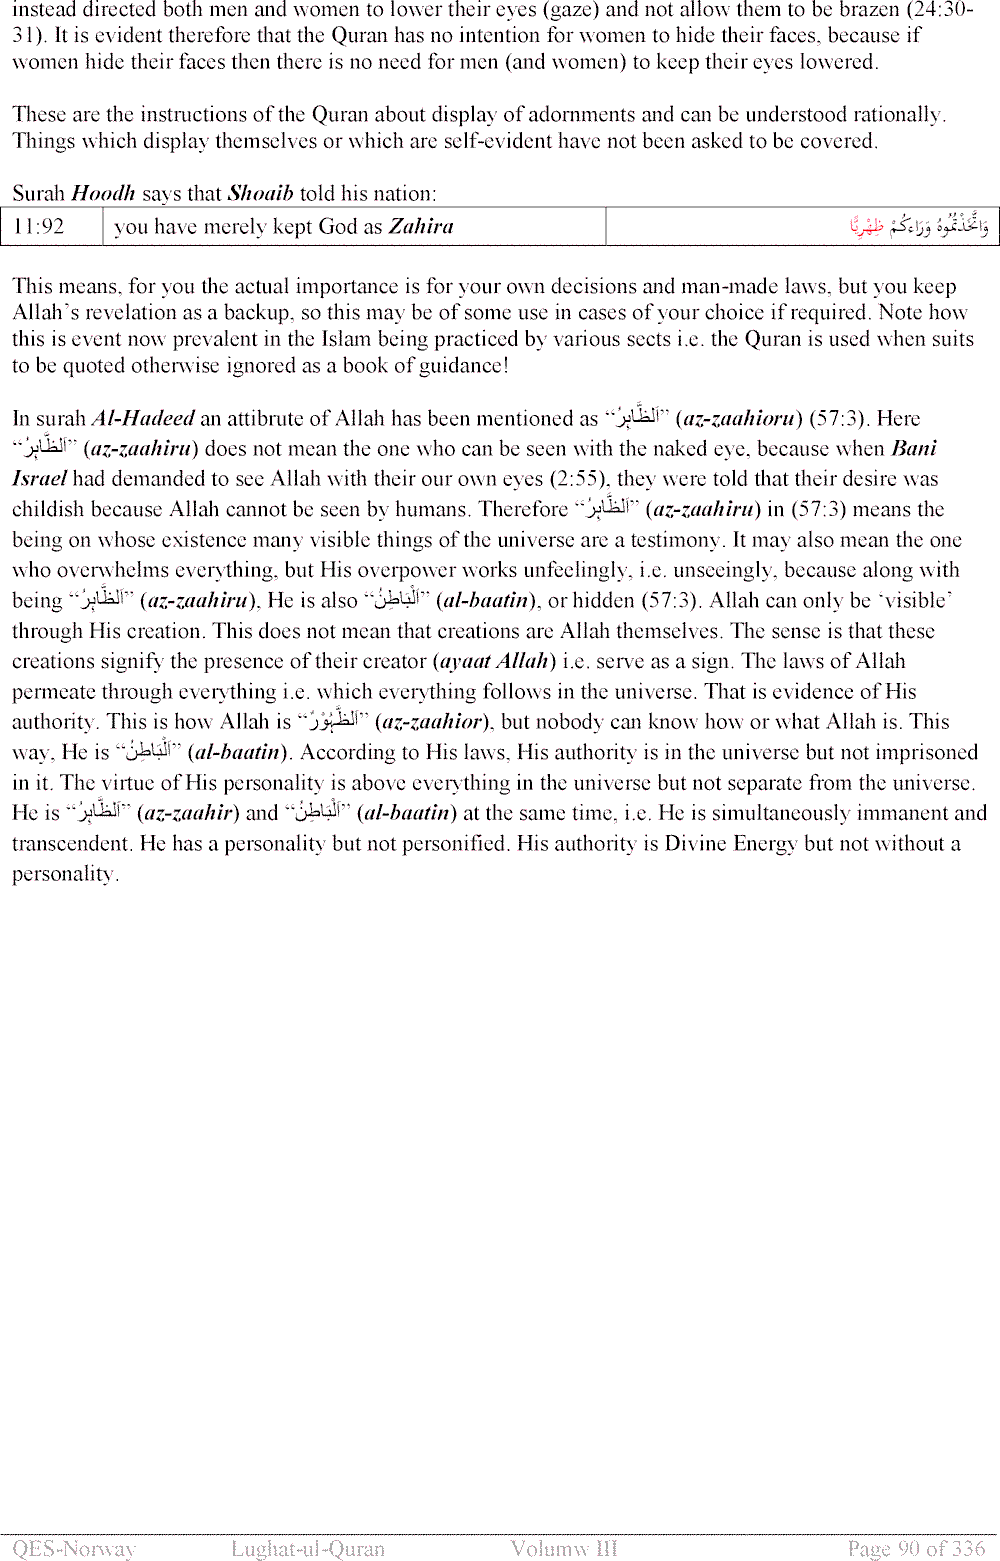 instead directed both men and women to lower their eyes (gaze) and not allow them to be brazen (24:30-
31). It is evident therefore that the Quran has no intention for women to hide their faces, because if
women hide their faces then there is no need for men (and women) to keep their eyes lowered.
These are the instructions of the Quran about display of adornments and can be understood rationally.
Things which display themselves or which are self-evident have not been asked to be covered.
Surah Hoodh says that Shoaib told his nation:
11:92 you have merely kept God as Zahira وَاتَّخَذْتُمُوهُ وَرَاءكُمْ ظِهْرِيًّا
This means, for you the actual importance is for your own decisions and man-made laws, but you keep
Allah’s revelation as a backup, so this may be of some use in cases of your choice if required. Note how
this is event now prevalent in the Islam being practiced by various sects i.e. the Quran is used when suits
to be quoted otherwise ignored as a book of guidance!
In surah Al-Hadeed an attibrute of Allah has been mentioned as “اَلظَّاہِرُ” (az-zaahioru) (57:3). Here
“اَلظَّاہِرُ” (az-zaahiru) does not mean the one who can be seen with the naked eye, because when Bani
Israel had demanded to see Allah with their our own eyes (2:55), they were told that their desire was
childish because Allah cannot be seen by humans. Therefore “اَلظَّاہِرُ” (az-zaahiru) in (57:3) means the
being on whose existence many visible things of the universe are a testimony. It may also mean the one
who overwhelms everything, but His overpower works unfeelingly, i.e. unseeingly, because along with
being “اَلظَّاہِرُ” (az-zaahiru), He is also “اَلْبَاطِنُ” (al-baatin), or hidden (57:3). Allah can only be ‘visible’
through His creation. This does not mean that creations are Allah themselves. The sense is that these
creations signify the presence of their creator (ayaat Allah) i.e. serve as a sign. The laws of Allah
permeate through everything i.e. which everything follows in the universe. That is evidence of His
authority. This is how Allah is “اَلظَّہُوْرُ” (az-zaahior), but nobody can know how or what Allah is. This
way, He is “اَلْبَاطِنُ” (al-baatin). According to His laws, His authority is in the universe but not imprisoned
in it. The virtue of His personality is above everything in the universe but not separate from the universe.
He is “اَلظَّاہِرُ” (az-zaahir) and “اَلْبَاطِنُ” (al-baatin) at the same time, i.e. He is simultaneously immanent and
transcendent. He has a personality but not personified. His authority is Divine Energy but not without a
personality.
QES-Norway Lughat-ul-Quran Volumw III Page 90 of 336